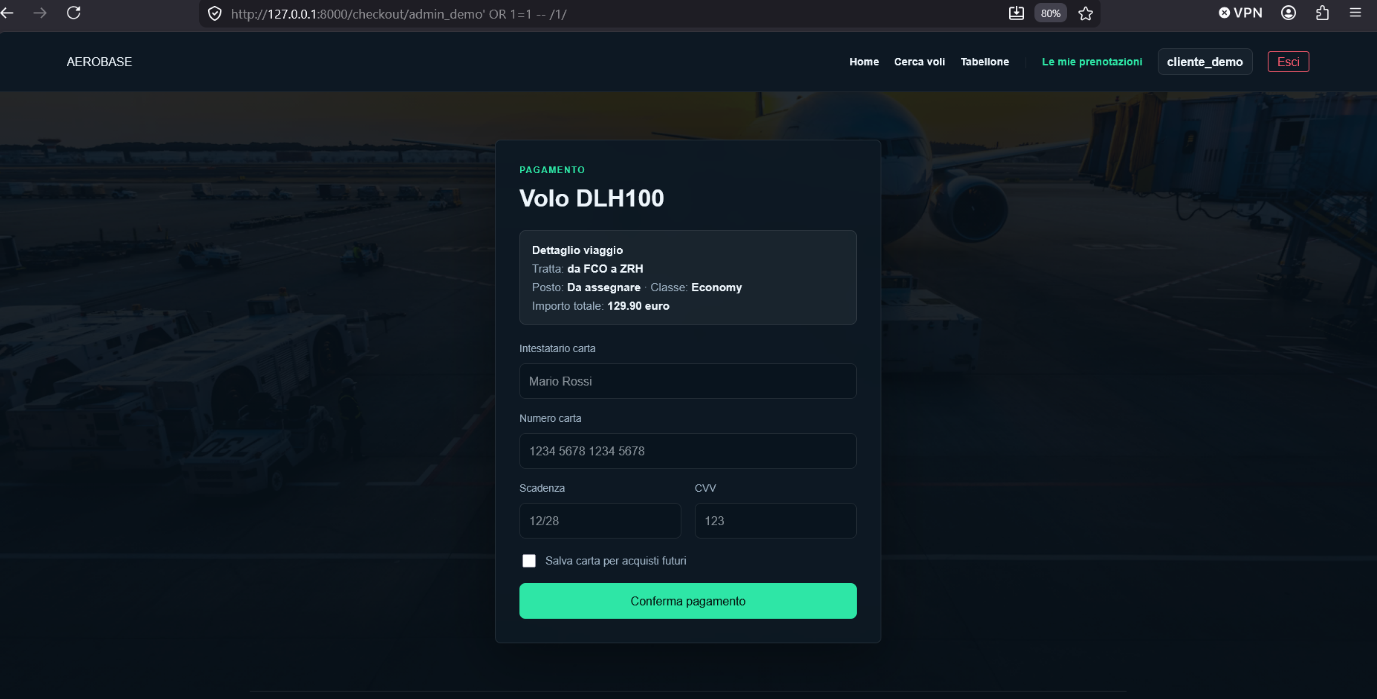 http://127.0.0.1:8000/checkout/admin_demo' OR 1=1 -- /1/
80%
VPN
AEROBASE
Home
Cerca voli
Tabellone
Le mie prenotazioni
cliente_demo
Esci
PAGAMENTO
Volo DLH100
Dettaglio viaggio
Tratta: da FCO a ZRH
Posto: Da assegnare · Classe: Economy
Importo totale: 129.90 euro
Intestatario carta
Mario Rossi
Numero carta
1234 5678 1234 5678
Scadenza
CVV
12/28
123
Salva carta per acquisti futuri
Conferma pagamento